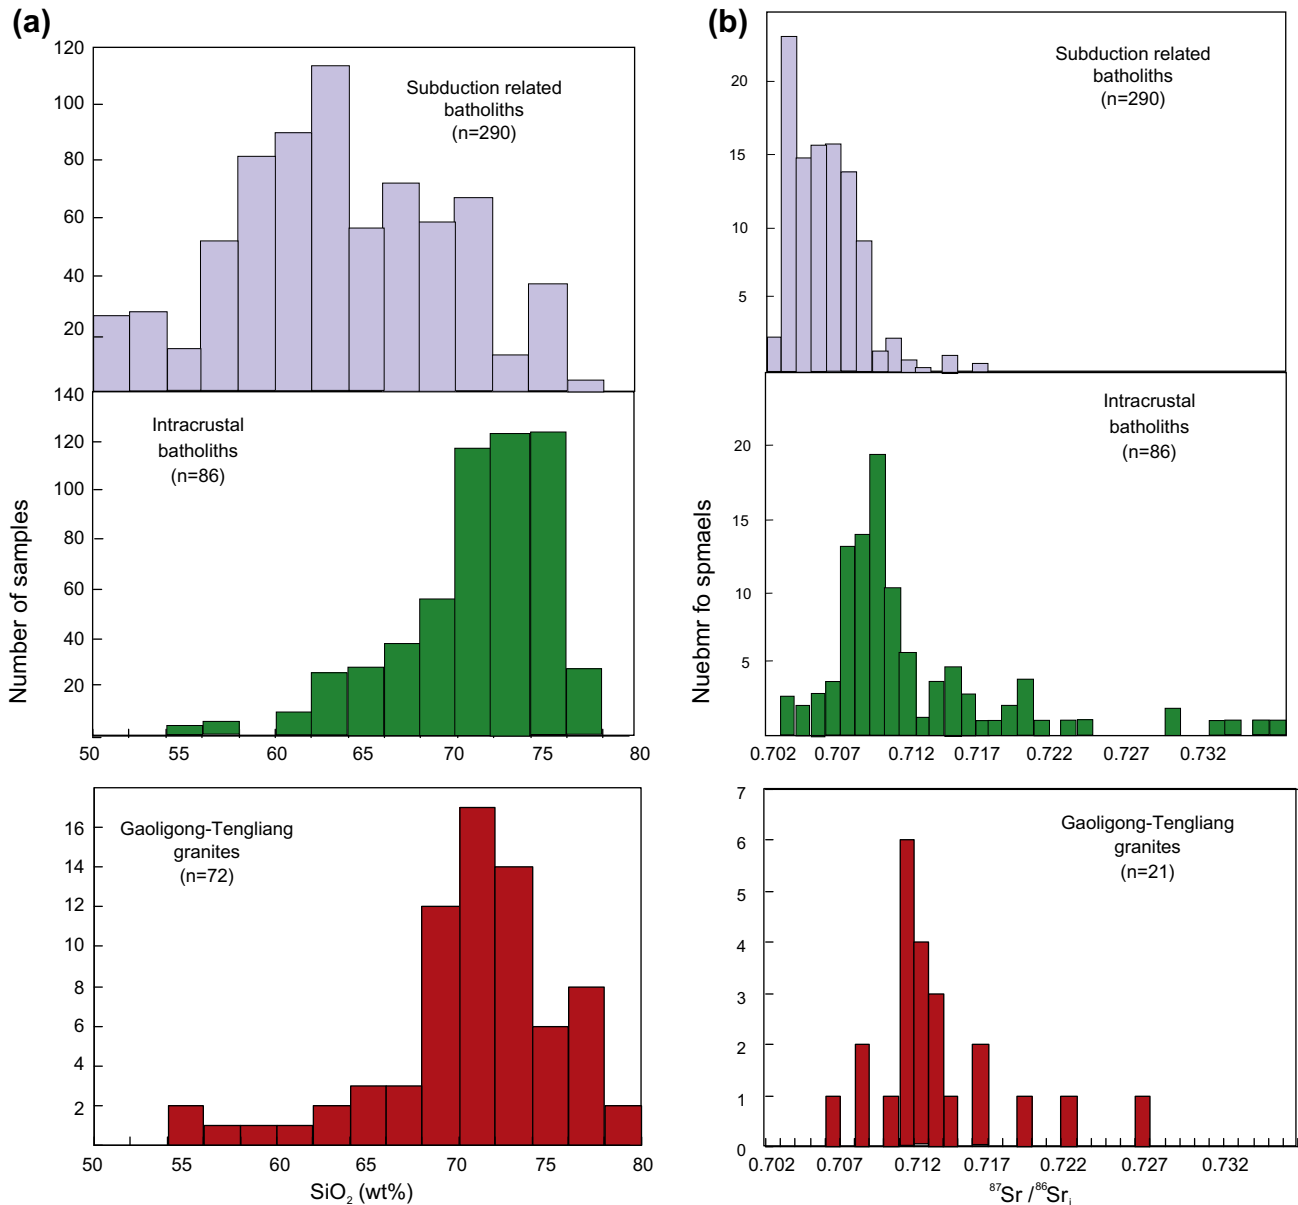 (a)
120
100
80
60
40
20
Subduction related
batholiths
(n=290)
140
120
100
80
60
40
20
Intracrustal
batholiths
(n=86)
50 55 60 65 70 75 80
Number of samples
16
14
12
10
8
6
4
2
Gaoligong-Tengliang
granites
(n=72)
50 55 60 65 70 75 80
SiO2 (wt%)
(b)
20
15
10
5
Subduction related
batholiths
(n=290)
20
15
10
5
Intracrustal
batholiths
(n=86)
0.702 0.707 0.712 0.717 0.722 0.727 0.732
Nuebmr fo spmaels
7
6
5
4
3
2
1
0
Gaoligong-Tengliang
granites
(n=21)
0.702 0.707 0.712 0.717 0.722 0.727 0.732
87Sr /86Sri